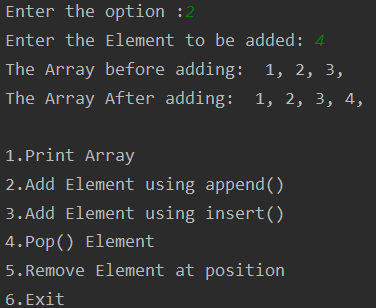 Enter the option :2
Enter the Element to be added: 4
The Array before adding:  1, 2, 3,
The Array After adding:  1, 2, 3, 4,
1.Print Array
2.Add Element using append()
3.Add Element using insert()
4.Pop() Element
5.Remove Element at position
6.Exit